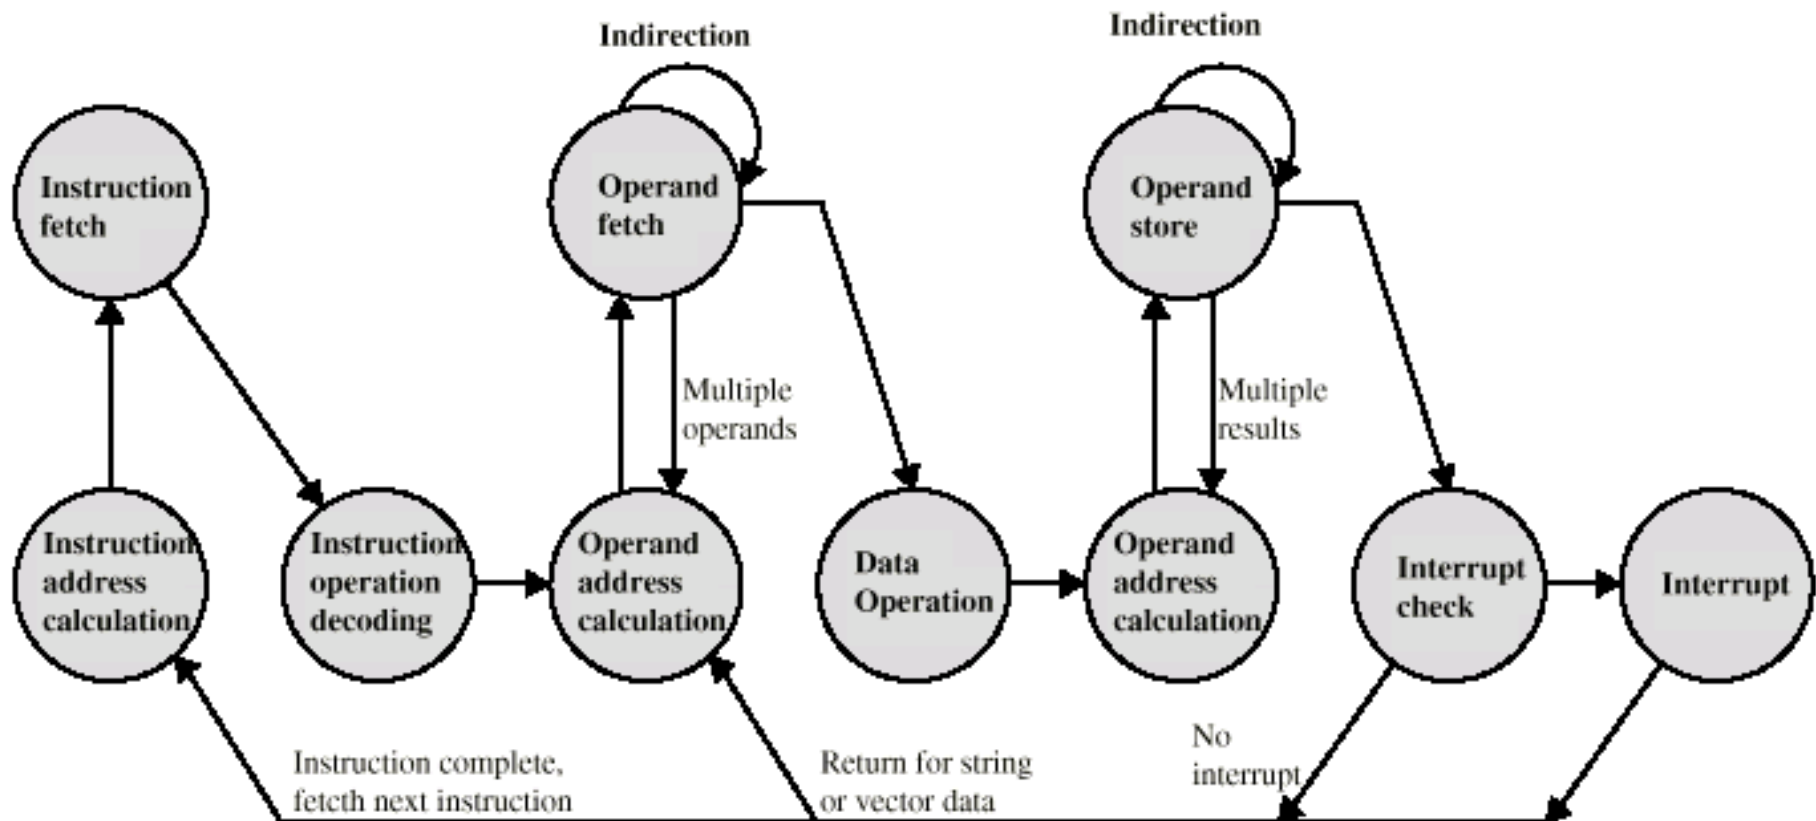 Indirection
Indirection
Instruction
fetch
Operand
fetch
Operand
store
Multiple
operands
Multiple
results
Instruction
address
calculation
Instruction
operation
decoding
Operand
address
calculation
Data
Operation
Operand
address
calculation
Interrupt
check
Interrupt
Instruction complete,
fetcth next instruction
Return for string
or vector data
No
interrupt